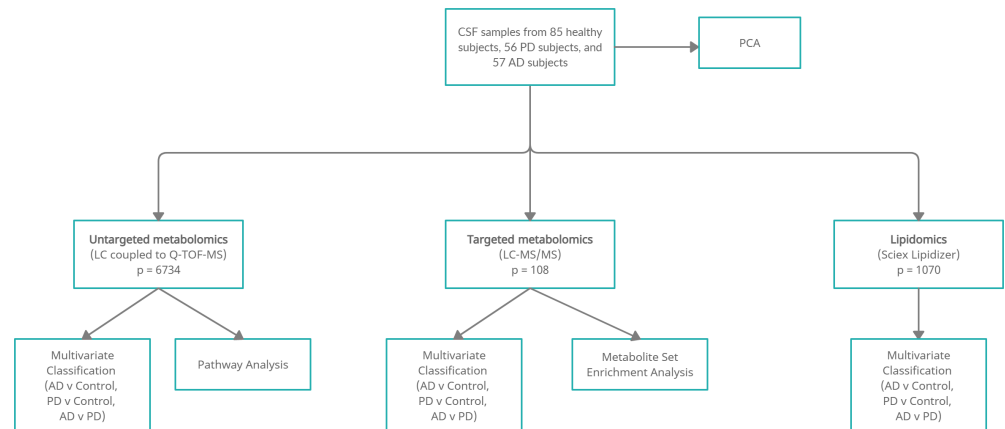 CSF samples from 85 healthy
subjects, 56 PD subjects, and
57 AD subjects
PCA
Untargeted metabolomics
(LC coupled to Q-TOF-MS)
p = 6734
Targeted metabolomics
(LC-MS/MS)
p = 108
Lipidomics
(Sciex Lipidizer)
p = 1070
Multivariate
Classification
(AD v Control,
PD v Control,
AD v PD)
Pathway Analysis
Multivariate
Classification
(AD v Control,
PD v Control,
AD v PD)
Metabolite Set
Enrichment Analysis
Multivariate
Classification
(AD v Control,
PD v Control,
AD v PD)